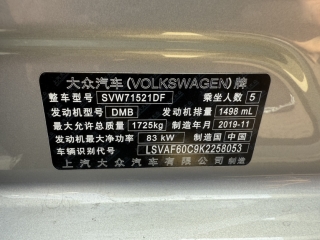 大众汽车(VOLKSWAGEN)牌
整车型号 SVW71521DF 乘坐人数 5
发动机型号 DMB 发动机排量 1498 mL
最大允许总质量 1725kg 制造年月 2019-11
发动机最大净功率 83 kW 制造国 中国
车辆识别代号 LSVAF60C9K2258053
上汽大众汽车有限公司制造